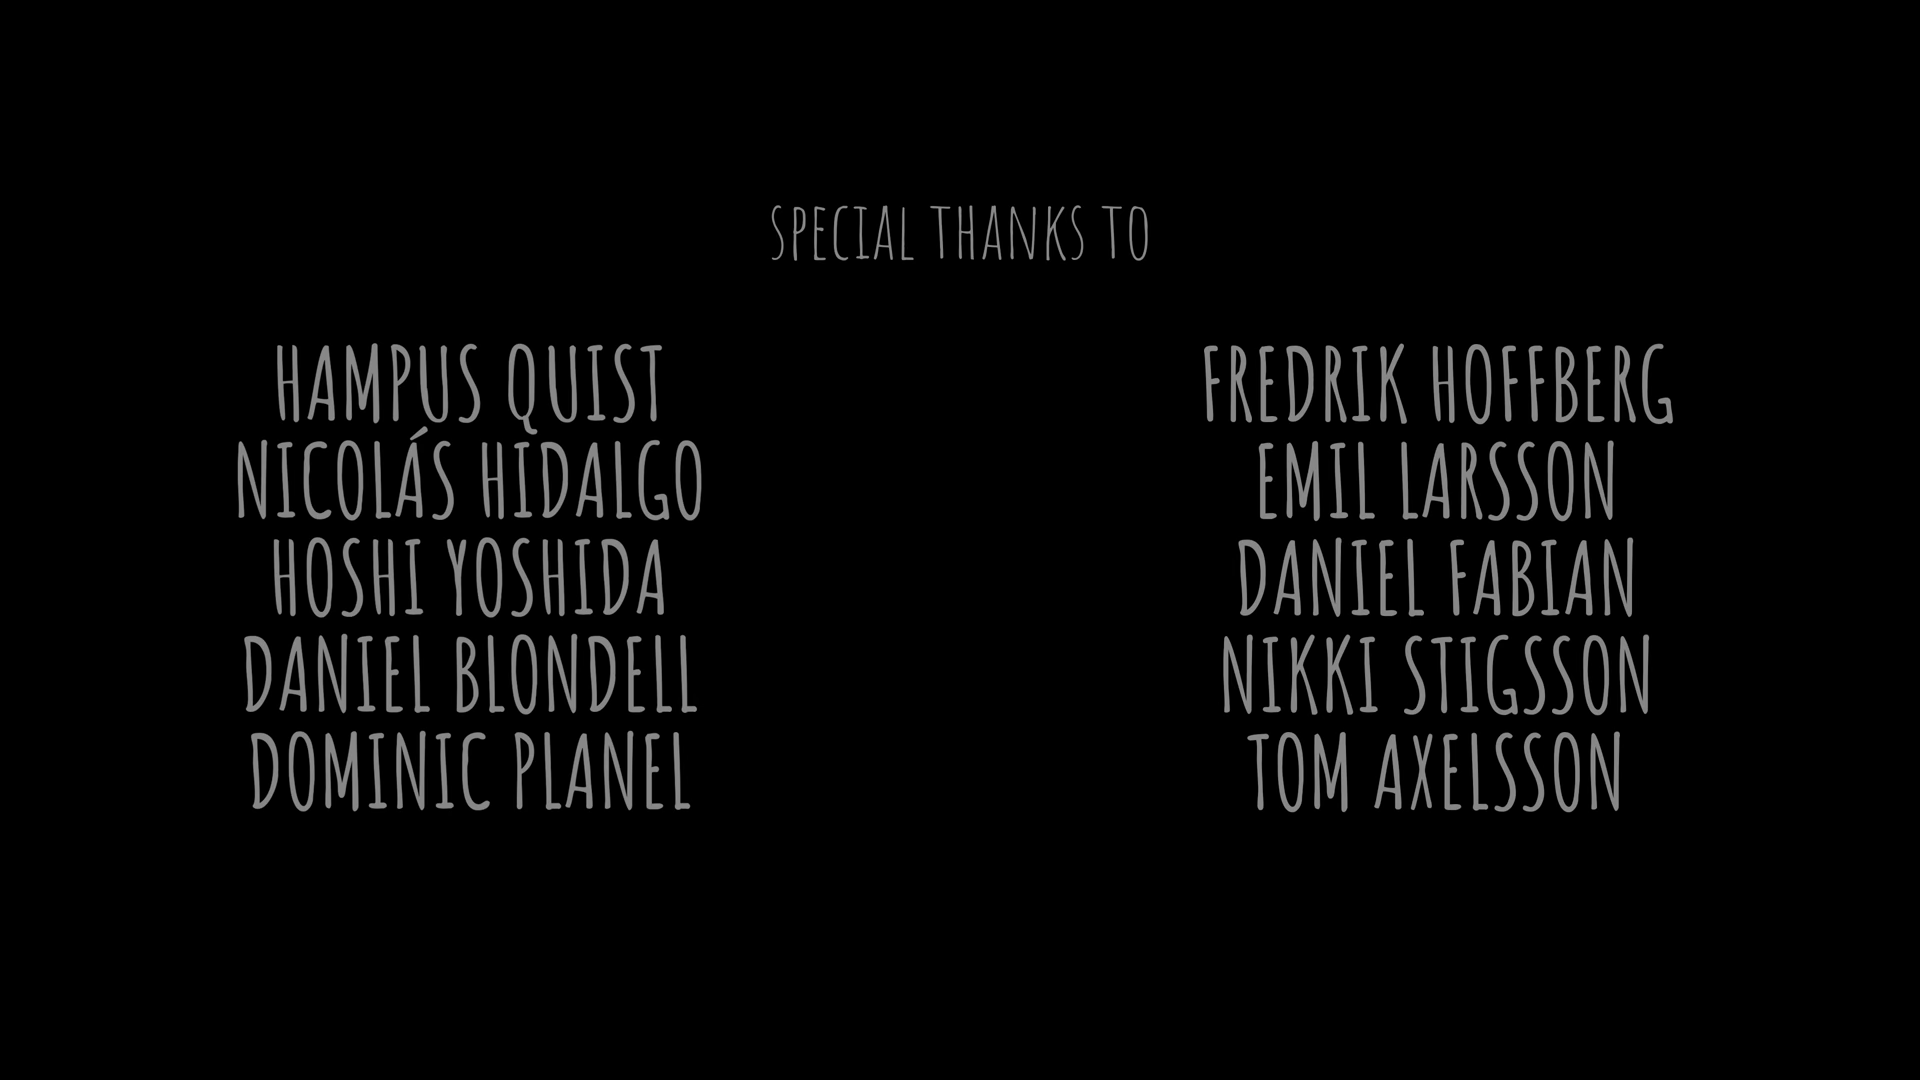 SPECIAL THANKS TO
HAMPUS QUIST
NICOLÁS HIDALGO
HOSHI YOSHIDA
DANIEL BLONDELL
DOMINIC PLANEL
FREDRIK HOFFBERG
EMIL LARSSON
DANIEL FABIAN
NIKKI STIGSSON
TOM AXELSSON